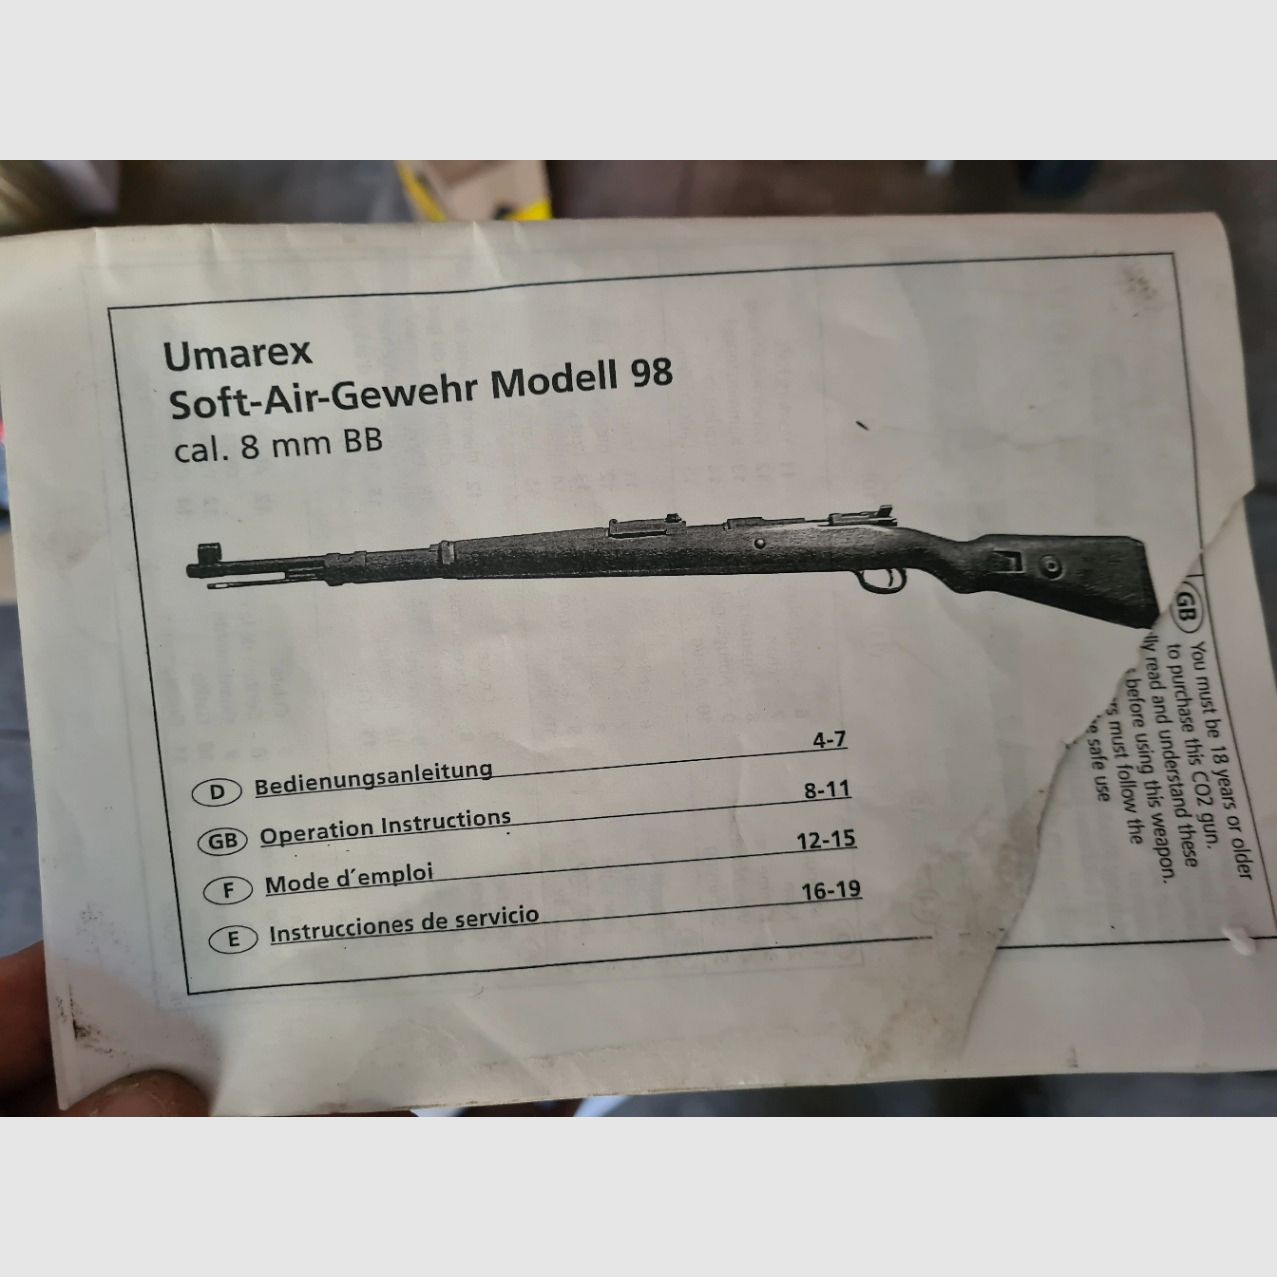 Umarex
Soft-Air-Gewehr Modell 98
cal. 8 mm BB
D Bedienungsanleitung 4-7
GB Operation Instructions 8-11
F Mode d´emploi 12-15
E Instrucciones de servicio 16-19
GB You must be 18 years or older
to purchase this CO2 gun.
read and understand these
before using this weapon.
must follow the
safe use